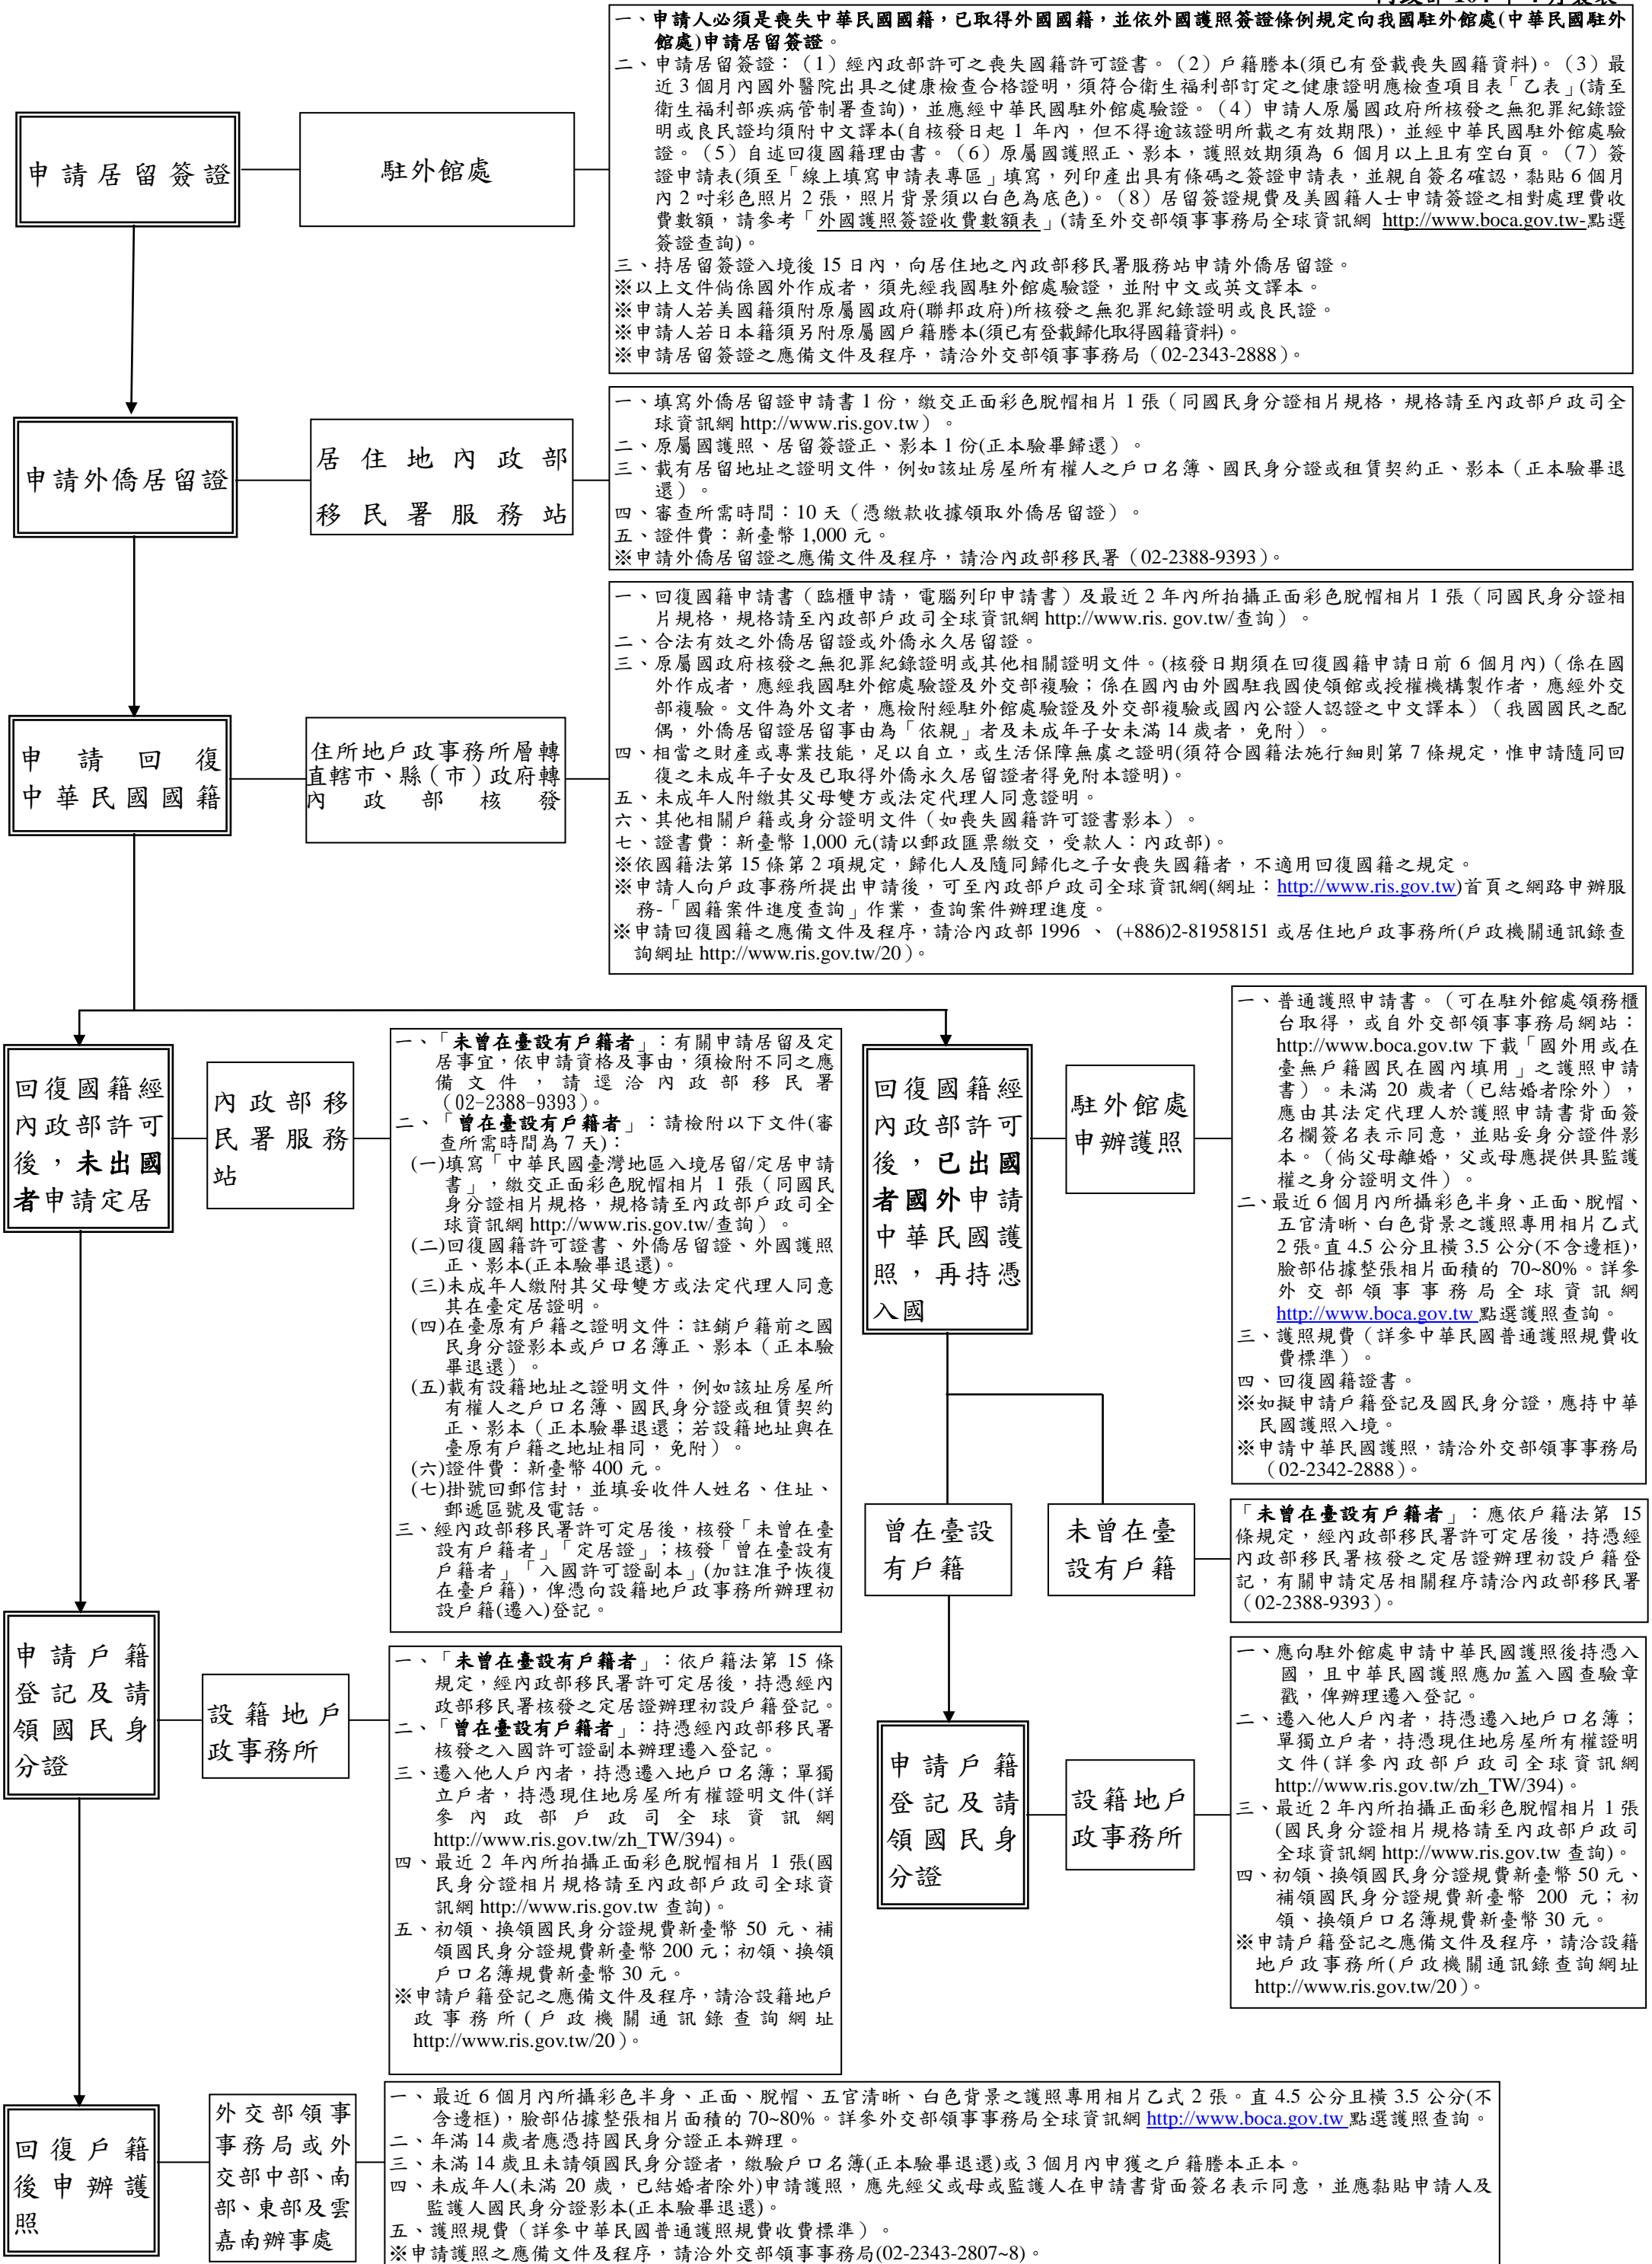 一、申請人必須是喪失中華民國國籍，已取得外國國籍，並依外國護照簽證條例規定向我國駐外館處(中華民國駐外
館處)申請居留簽證。
二、申請居留簽證：（1）經內政部許可之喪失國籍許可證書。（2）戶籍謄本(須已有登載喪失國籍資料)。（3）最
近 3 個月內國外醫院出具之健康檢查合格證明，須符合衛生福利部訂定之健康證明應檢查項目表「乙表」(請至
衛生福利部疾病管制署查詢)，並應經中華民國駐外館處驗證。（4）申請人原屬國政府所核發之無犯罪紀錄證
明或良民證均須附中文譯本(自核發日起 1 年內，但不得逾該證明所載之有效期限)，並經中華民國駐外館處驗
證。（5）自述回復國籍理由書。（6）原屬國護照正、影本，護照效期須為 6 個月以上且有空白頁。（7）簽
證申請表(須至「線上填寫申請表專區」填寫，列印產出具有條碼之簽證申請表，並親自簽名確認，黏貼 6 個月
內 2 吋彩色照片 2 張，照片背景須以白色為底色)。（8）居留簽證規費及美國籍人士申請簽證之相對處理費收
費數額，請參考「外國護照簽證收費數額表」(請至外交部領事事務局全球資訊網 http://www.boca.gov.tw-點選
簽證查詢)。
三、持居留簽證入境後 15 日內，向居住地之內政部移民署服務站申請外僑居留證。
※以上文件倘係國外作成者，須先經我國駐外館處驗證，並附中文或英文譯本。
※申請人若美國籍須附原屬國政府(聯邦政府)所核發之無犯罪紀錄證明或良民證。
※申請人若日本籍須另附原屬國戶籍謄本(須已有登載歸化取得國籍資料)。
※申請居留簽證之應備文件及程序，請洽外交部領事事務局（02-2343-2888）。
申請居留簽證
駐外館處
申請外僑居留證
居住地內政部
移民署服務站
一、填寫外僑居留證申請書 1 份，繳交正面彩色脫帽相片 1 張（同國民身分證相片規格，規格請至內政部戶政司全
球資訊網 http://www.ris.gov.tw）。
二、原屬國護照、居留簽證正、影本 1 份(正本驗畢歸還）。
三、載有居留地址之證明文件，例如該址房屋所有權人之戶口名簿、國民身分證或租賃契約正、影本（正本驗畢退
還）。
四、審查所需時間：10 天（憑繳款收據領取外僑居留證）。
五、證件費：新臺幣 1,000 元。
※申請外僑居留證之應備文件及程序，請洽內政部移民署（02-2388-9393）。
申請回復
中華民國國籍
住所地戶政事務所層轉
直轄市、縣（市）政府轉
內政部核發
一、回復國籍申請書（臨櫃申請，電腦列印申請書）及最近 2 年內所拍攝正面彩色脫帽相片 1 張（同國民身分證相
片規格，規格請至內政部戶政司全球資訊網 http://www.ris. gov.tw/查詢）。
二、合法有效之外僑居留證或外僑永久居留證。
三、原屬國政府核發之無犯罪紀錄證明或其他相關證明文件。(核發日期須在回復國籍申請日前 6 個月內)（係在國
外作成者，應經我國駐外館處驗證及外交部複驗；係在國內由外國駐我國使領館或授權機構製作者，應經外交
部複驗。文件為外文者，應檢附經駐外館處驗證及外交部複驗或國內公證人認證之中文譯本）（我國國民之配
偶，外僑居留證居留事由為「依親」者及未成年子女未滿 14 歲者，免附）。
四、相當之財產或專業技能，足以自立，或生活保障無虞之證明(須符合國籍法施行細則第 7 條規定，惟申請隨同回
復之未成年子女及已取得外僑永久居留證者得免附本證明)。
五、未成年人附繳其父母雙方或法定代理人同意證明。
六、其他相關戶籍或身分證明文件（如喪失國籍許可證書影本）。
七、證書費：新臺幣 1,000 元(請以郵政匯票繳交，受款人：內政部)。
※依國籍法第 15 條第 2 項規定，歸化人及隨同歸化之子女喪失國籍者，不適用回復國籍之規定。
※申請人向戶政事務所提出申請後，可至內政部戶政司全球資訊網(網址：http://www.ris.gov.tw)首頁之網路申辦服
務-「國籍案件進度查詢」作業，查詢案件辦理進度。
※申請回復國籍之應備文件及程序，請洽內政部 1996 、 (+886)2-81958151 或居住地戶政事務所(戶政機關通訊錄查
詢網址 http://www.ris.gov.tw/20）。
回復國籍經
內政部許可
後，未出國
者申請定居
內政部移
民署服務
站
一、「未曾在臺設有戶籍者」：有關申請居留及定
居事宜，依申請資格及事由，須檢附不同之應
備文件，請逕洽內政部移民署
（02-2388-9393）。
二、「曾在臺設有戶籍者」：請檢附以下文件(審
查所需時間為 7 天)：
(一)填寫「中華民國臺灣地區入境居留/定居申請
書」，繳交正面彩色脫帽相片 1 張（同國民
身分證相片規格，規格請至內政部戶政司全
球資訊網 http://www.ris.gov.tw/查詢）。
(二)回復國籍許可證書、外僑居留證、外國護照
正、影本(正本驗畢退還)。
(三)未成年人繳附其父母雙方或法定代理人同意
其在臺定居證明。
(四)在臺原有戶籍之證明文件：註銷戶籍前之國
民身分證影本或戶口名簿正、影本（正本驗
畢退還）。
(五)載有設籍地址之證明文件，例如該址房屋所
有權人之戶口名簿、國民身分證或租賃契約
正、影本（正本驗畢退還；若設籍地址與在
臺原有戶籍之地址相同，免附）。
(六)證件費：新臺幣 400 元。
(七)掛號回郵信封，並填妥收件人姓名、住址、
郵遞區號及電話。
三、經內政部移民署許可定居後，核發「未曾在臺
設有戶籍者」「定居證」；核發「曾在臺設有
戶籍者」「入國許可證副本」(加註准予恢復
在臺戶籍)，俾憑向設籍地戶政事務所辦理初
設戶籍(遷入)登記。
回復國籍經
內政部許可
後，已出國
者國外申請
中華民國護
照，再持憑
入國
駐外館處
申辦護照
一、普通護照申請書。（可在駐外館處領務櫃
台取得，或自外交部領事事務局網站：
http://www.boca.gov.tw 下載「國外用或在
臺無戶籍國民在國內填用」之護照申請
書）。未滿 20 歲者（已結婚者除外），
應由其法定代理人於護照申請書背面簽
名欄簽名表示同意，並貼妥身分證件影
本。（倘父母離婚，父或母應提供具監護
權之身分證明文件）。
二、最近 6 個月內所攝彩色半身、正面、脫帽、
五官清晰、白色背景之護照專用相片乙式
2 張。直 4.5 公分且橫 3.5 公分(不含邊框)，
臉部佔據整張相片面積的 70~80%。詳參
外交部領事事務局全球資訊網
http://www.boca.gov.tw 點選護照查詢。
三、護照規費（詳參中華民國普通護照規費收
費標準）。
四、回復國籍證書。
※如擬申請戶籍登記及國民身分證，應持中華
民國護照入境。
※申請中華民國護照，請洽外交部領事事務局
（02-2342-2888）。
曾在臺設
有戶籍
未曾在臺
設有戶籍
「未曾在臺設有戶籍者」：應依戶籍法第 15
條規定，經內政部移民署許可定居後，持憑經
內政部移民署核發之定居證辦理初設戶籍登
記，有關申請定居相關程序請洽內政部移民署
（02-2388-9393）。
申請戶籍
登記及請
領國民身
分證
設籍地戶
政事務所
一、「未曾在臺設有戶籍者」：依戶籍法第 15 條
規定，經內政部移民署許可定居後，持憑經內
政部移民署核發之定居證辦理初設戶籍登記。
二、「曾在臺設有戶籍者」：持憑經內政部移民署
核發之入國許可證副本辦理遷入登記。
三、遷入他人戶內者，持憑遷入地戶口名簿；單獨
立戶者，持憑現住地房屋所有權證明文件(詳
參內政部戶政司全球資訊網
http://www.ris.gov.tw/zh_TW/394)。
四、最近 2 年內所拍攝正面彩色脫帽相片 1 張(國
民身分證相片規格請至內政部戶政司全球資
訊網 http://www.ris.gov.tw 查詢)。
五、初領、換領國民身分證規費新臺幣 50 元、補
領國民身分證規費新臺幣 200 元；初領、換領
戶口名簿規費新臺幣 30 元。
※申請戶籍登記之應備文件及程序，請洽設籍地戶
政事務所(戶政機關通訊錄查詢網址
http://www.ris.gov.tw/20）。
申請戶籍
登記及請
領國民身
分證
設籍地戶
政事務所
一、應向駐外館處申請中華民國護照後持憑入
國，且中華民國護照應加蓋入國查驗章
戳，俾辦理遷入登記。
二、遷入他人戶內者，持憑遷入地戶口名簿；
單獨立戶者，持憑現住地房屋所有權證明
文件(詳參內政部戶政司全球資訊網
http://www.ris.gov.tw/zh_TW/394)。
三、最近 2 年內所拍攝正面彩色脫帽相片 1 張
(國民身分證相片規格請至內政部戶政司
全球資訊網 http://www.ris.gov.tw 查詢)。
四、初領、換領國民身分證規費新臺幣 50 元、
補領國民身分證規費新臺幣 200 元；初
領、換領戶口名簿規費新臺幣 30 元。
※申請戶籍登記之應備文件及程序，請洽設籍
地戶政事務所(戶政機關通訊錄查詢網址
http://www.ris.gov.tw/20）。
回復戶籍
後申辦護
照
外交部領事
事務局或外
交部中部、南
部、東部及雲
嘉南辦事處
一、最近 6 個月內所攝彩色半身、正面、脫帽、五官清晰、白色背景之護照專用相片乙式 2 張。直 4.5 公分且橫 3.5 公分(不
含邊框)，臉部佔據整張相片面積的 70~80%。詳參外交部領事事務局全球資訊網 http://www.boca.gov.tw 點選護照查詢。
二、年滿 14 歲者應憑持國民身分證正本辦理。
三、未滿 14 歲且未請領國民身分證者，繳驗戶口名簿(正本驗畢退還)或 3 個月內申獲之戶籍謄本正本。
四、未成年人(未滿 20 歲，已結婚者除外)申請護照，應先經父或母或監護人在申請書背面簽名表示同意，並應黏貼申請人及
監護人國民身分證影本(正本驗畢退還)。
五、護照規費（詳參中華民國普通護照規費收費標準）。
※申請護照之應備文件及程序，請洽外交部領事事務局(02-2343-2807~8)。